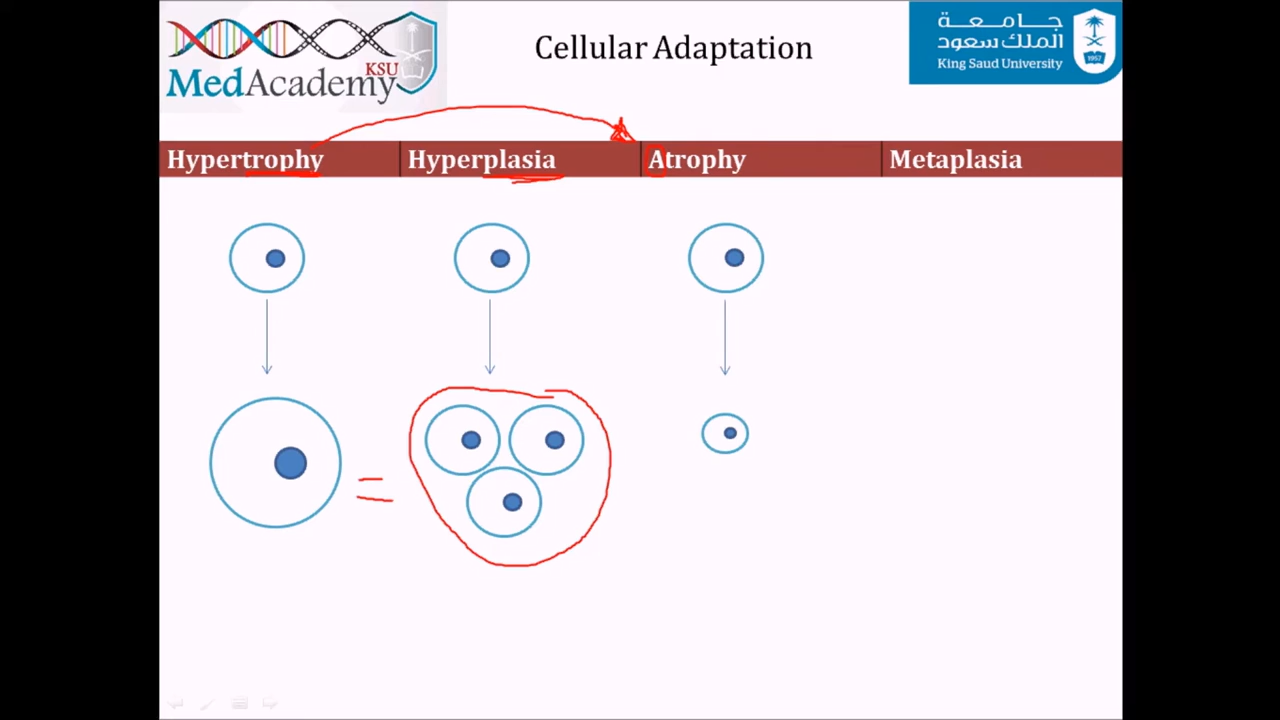 MedAcademy
KSU
Cellular Adaptation
جامعة
الملك سعود
King Saud University
1957
Hypertrophy
Hyperplasia
Atrophy
Metaplasia